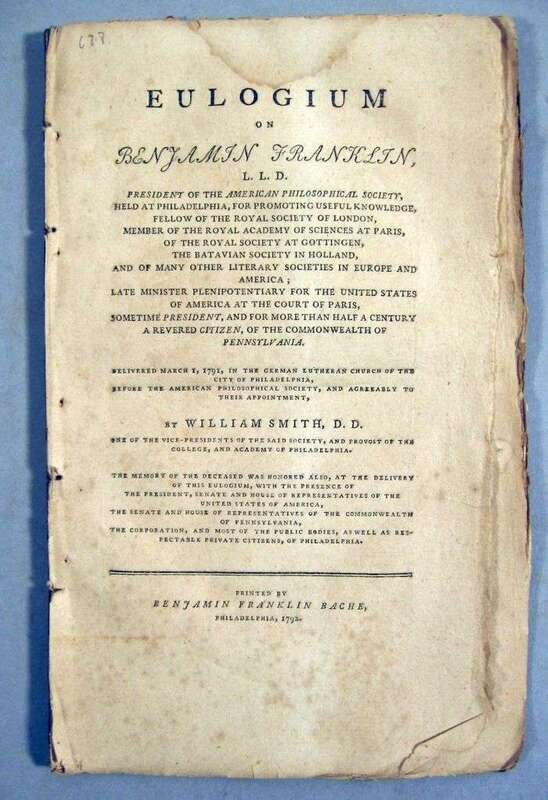 638.
EULOGIUM
ON
BENJAMIN FRANKLIN,
L. L. D.
PRESIDENT OF THE AMERICAN PHILOSOPHICAL SOCIETY,
HELD AT PHILADELPHIA, FOR PROMOTING USEFUL KNOWLEDGE,
FELLOW OF THE ROYAL SOCIETY OF LONDON,
MEMBER OF THE ROYAL ACADEMY OF SCIENCES AT PARIS,
OF THE ROYAL SOCIETY AT GOTTINGEN,
THE BATAVIAN SOCIETY IN HOLLAND,
AND OF MANY OTHER LITERARY SOCIETIES IN EUROPE AND
AMERICA;
LATE MINISTER PLENIPOTENTIARY FOR THE UNITED STATES
OF AMERICA AT THE COURT OF PARIS,
SOMETIME PRESIDENT, AND FOR MORE THAN HALF A CENTURY
A REVERED CITIZEN, OF THE COMMONWEALTH OF
PENNSYLVANIA.
DELIVERED MARCH 1, 1791, IN THE GERMAN LUTHERAN CHURCH OF THE
CITY OF PHILADELPHIA,
BEFORE THE AMERICAN PHILOSOPHICAL SOCIETY, AND AGREEABLY TO
THEIR APPOINTMENT,
BY WILLIAM SMITH, D. D.
ONE OF THE VICE-PRESIDENTS OF THE SAID SOCIETY, AND PROVOST OF THE
COLLEGE, AND ACADEMY OF PHILADELPHIA.
THE MEMORY OF THE DECEASED WAS HONORED ALSO, AT THE DELIVERY
OF THIS EULOGIUM, WITH THE PRESENCE OF
THE PRESIDENT, SENATE AND HOUSE OF REPRESENTATIVES OF THE
UNITED STATES OF AMERICA,
THE SENATE AND HOUSE OF REPRESENTATIVES OF THE COMMONWEALTH
OF PENNSYLVANIA,
THE CORPORATION, AND MOST OF THE PUBLIC BODIES, ASWELL AS RES-
PECTABLE PRIVATE CITIBENS, OF PHILADELPHIA.
PRINTED BY
BENJAMIN FRANKLIN BACHE,
PHILADELPHIA, 1792.